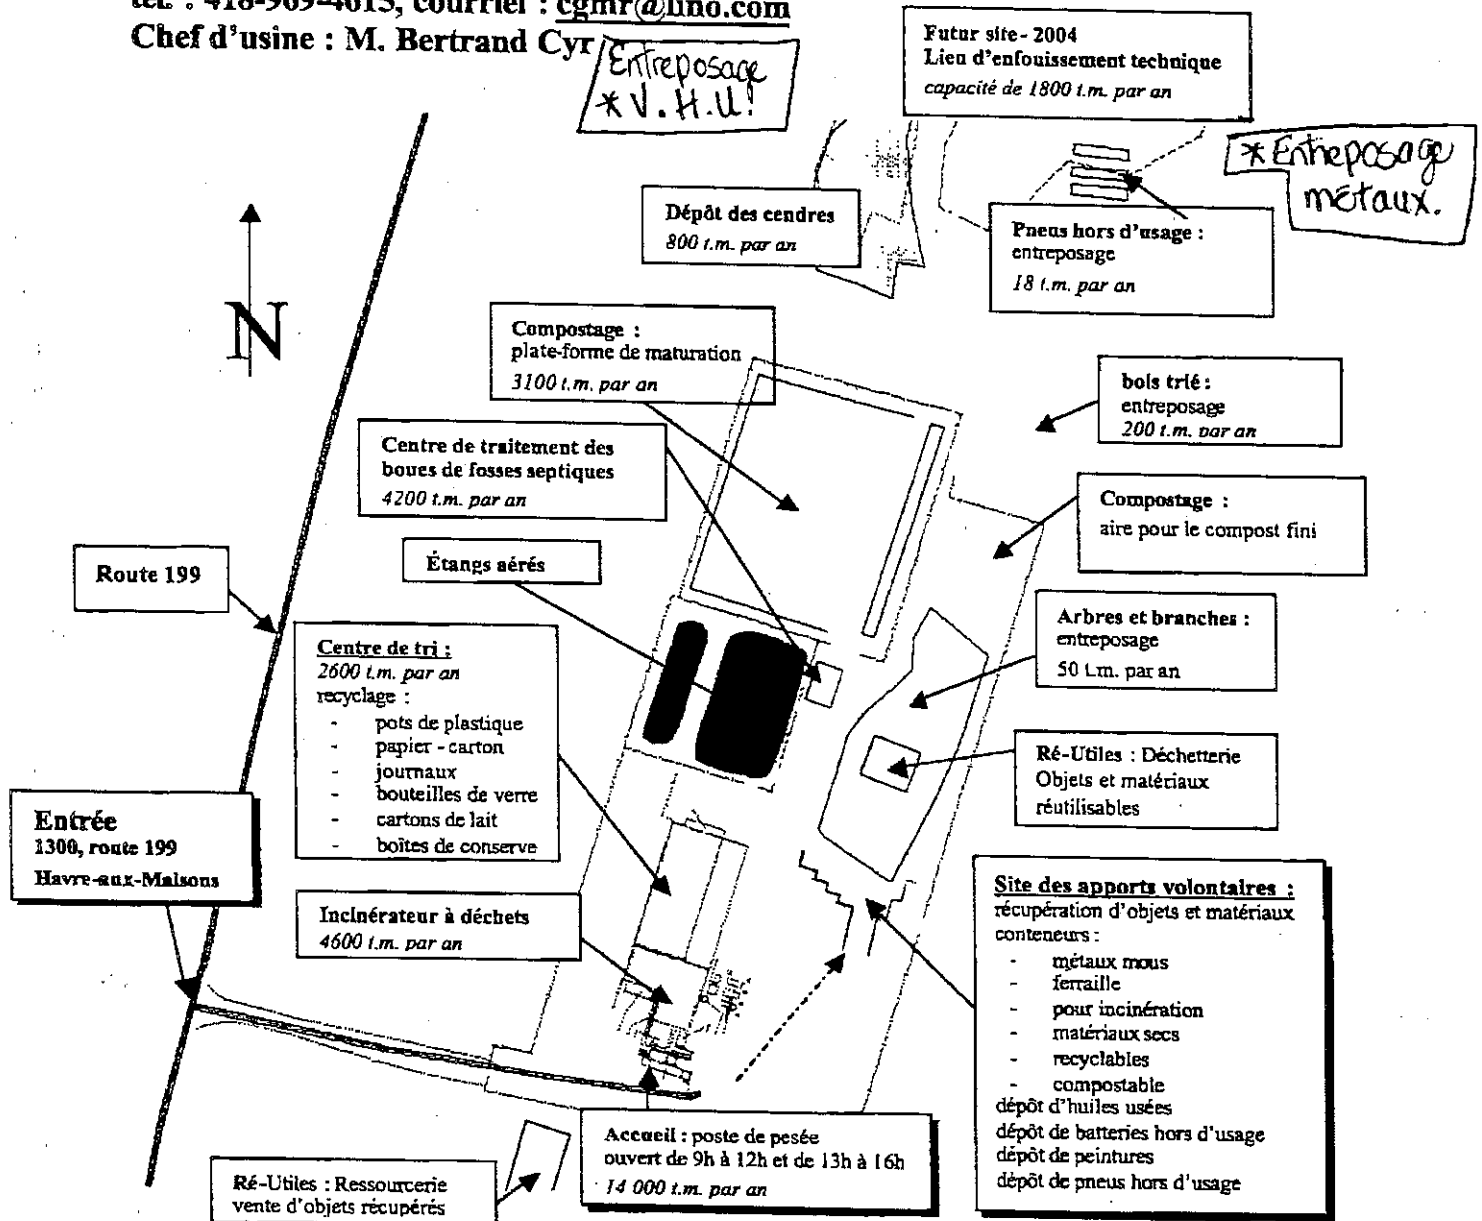 tél. : 418-969-4615, courriel : cgmr@lino.com
Chef d'usine : M. Bertrand Cyr
Entreposage
* V.H.U!
Futur site - 2004
Lieu d'enfouissement technique
capacité de 1800 t.m. par an
* Entreposage
métaux.
Dépôt des cendres
800 t.m. par an
Pneus hors d'usage :
entreposage
18 t.m. par an
N
Compostage :
plate-forme de maturation
3100 t.m. par an
bois trié :
entreposage
200 t.m. par an
Centre de traitement des
boues de fosses septiques
4200 t.m. par an
Compostage :
aire pour le compost fini
Étangs aérés
Route 199
Arbres et branches :
entreposage
50 t.m. par an
Centre de tri :
2600 t.m. par an
recyclage :
- pots de plastique
- papier - carton
- journaux
- bouteilles de verre
- cartons de lait
- boîtes de conserve
Ré-Utiles : Déchetterie
Objets et matériaux
réutilisables
Entrée
1300, route 199
Havre-aux-Maisons
Incinérateur à déchets
4600 t.m. par an
Site des apports volontaires :
récupération d'objets et matériaux
conteneurs :
- métaux mous
- ferraille
- pour incinération
- matériaux secs
- recyclables
- compostable
dépôt d'huiles usées
dépôt de batteries hors d'usage
dépôt de peintures
dépôt de pneus hors d'usage
Accueil : poste de pesée
ouvert de 9h à 12h et de 13h à 16h
14 000 t.m. par an
Ré-Utiles : Ressourcerie
vente d'objets récupérés